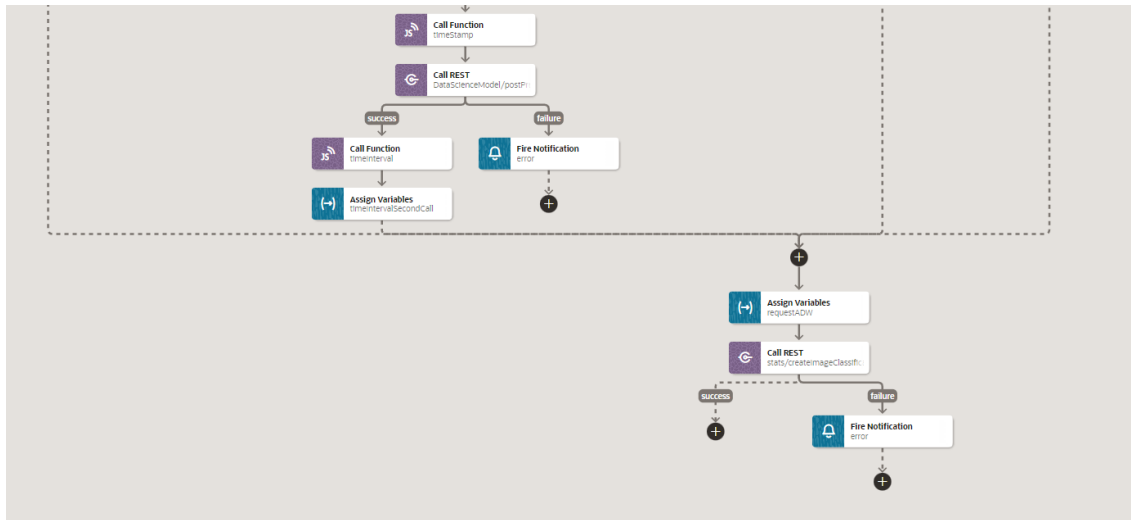 Call Function
timeStamp
Call REST
DataScienceModel/postPr
success
failure
Call Function
timeInterval
Fire Notification
error
Assign Variables
timeIntervalSecondCall
Assign Variables
requestADW
Call REST
stats/createImageClassific
success
failure
Fire Notification
error